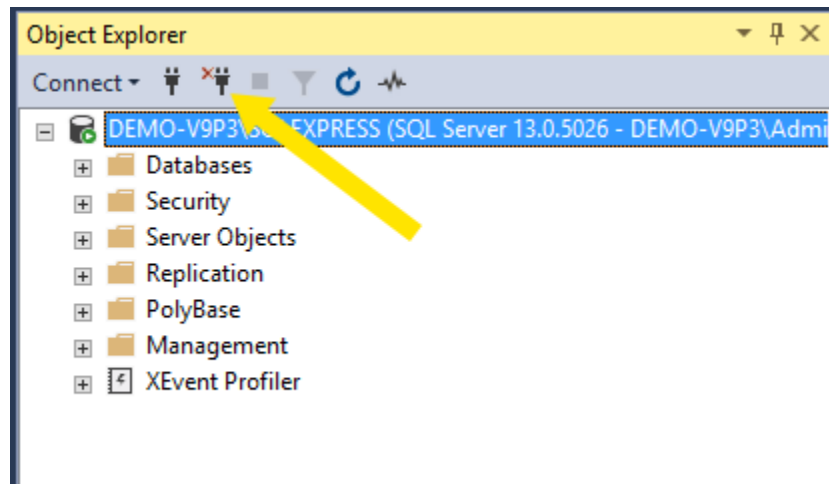 Object Explorer
Connect
DEMO-V9P3\ EXPRESS (SQL Server 13.0.5026 - DEMO-V9P3\Admi
Databases
Security
Server Objects
Replication
PolyBase
Management
XEvent Profiler